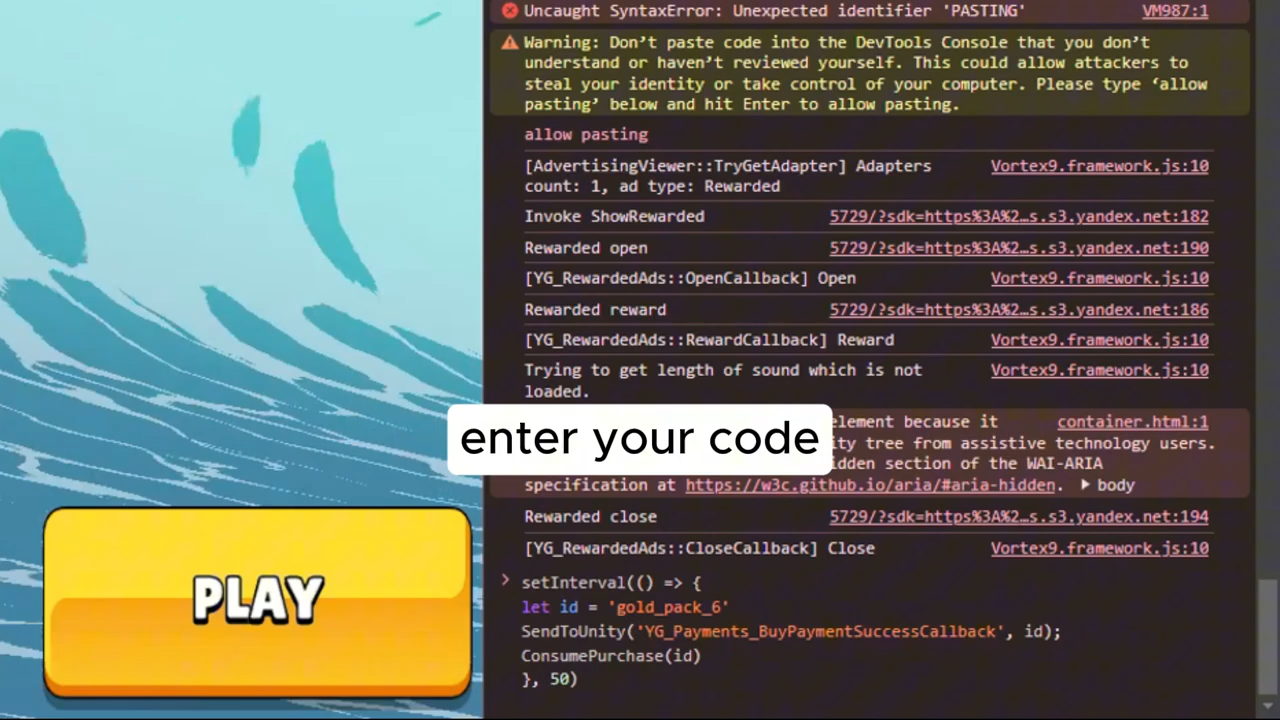 Uncaught SyntaxError: Unexpected identifier 'PASTING' VM987:1
Warning: Don’t paste code into the DevTools Console that you don’t
understand or haven’t reviewed yourself. This could allow attackers to
steal your identity or take control of your computer. Please type ‘allow
pasting’ below and hit Enter to allow pasting.
allow pasting
[AdvertisingViewer::TryGetAdapter] Adapters Vortex9.framework.js:10
count: 1, ad type: Rewarded
Invoke ShowRewarded 5729/?sdk=https%3A%2…s.s3.yandex.net:182
Rewarded open 5729/?sdk=https%3A%2…s.s3.yandex.net:190
[YG_RewardedAds::OpenCallback] Open Vortex9.framework.js:10
Rewarded reward 5729/?sdk=https%3A%2…s.s3.yandex.net:186
[YG_RewardedAds::RewardCallback] Reward Vortex9.framework.js:10
Trying to get length of sound which is not Vortex9.framework.js:10
loaded.
element because it container.html:1
enter your code
ity tree from assistive technology users.
idden section of the WAI-ARIA
specification at https://w3c.github.io/aria/#aria-hidden. ▶ body
Rewarded close 5729/?sdk=https%3A%2…s.s3.yandex.net:194
[YG_RewardedAds::CloseCallback] Close Vortex9.framework.js:10
> setInterval(() => {
let id = 'gold_pack_6'
SendToUnity('YG_Payments_BuyPaymentSuccessCallback', id);
ConsumePurchase(id)
}, 50)
PLAY